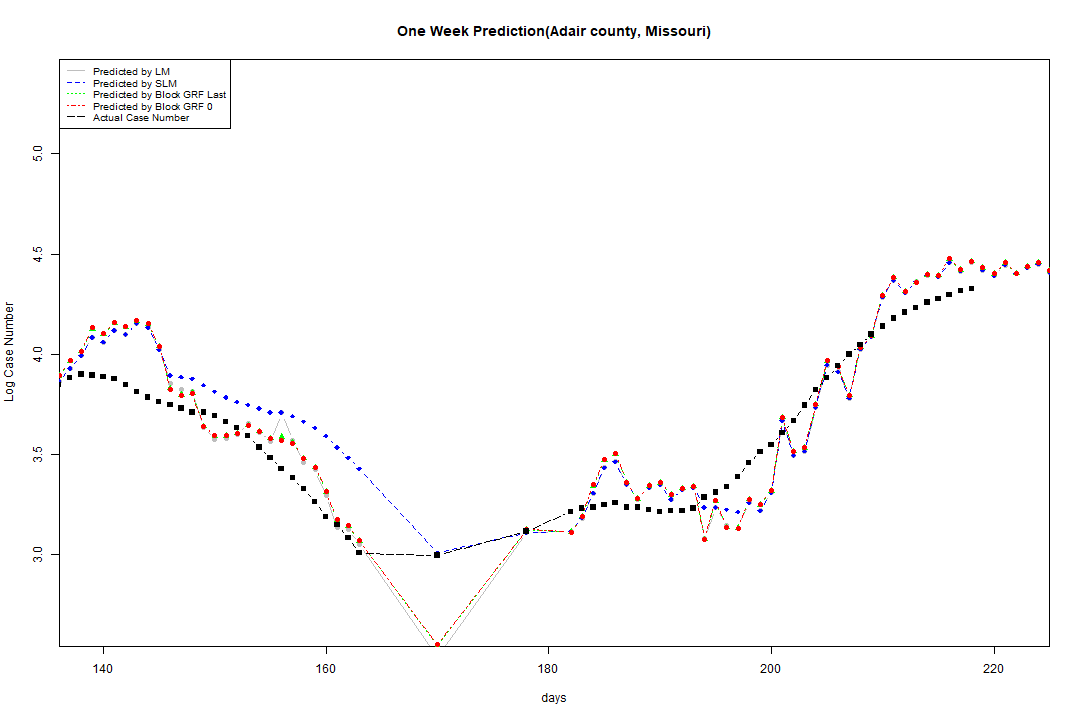 One Week Prediction(Adair county, Missouri)
Predicted by LM
Predicted by SLM
Predicted by Block GRF Last
Predicted by Block GRF 0
Actual Case Number
5.0
4.5
4.0
3.5
3.0
Log Case Number
140 160 180 200 220
days